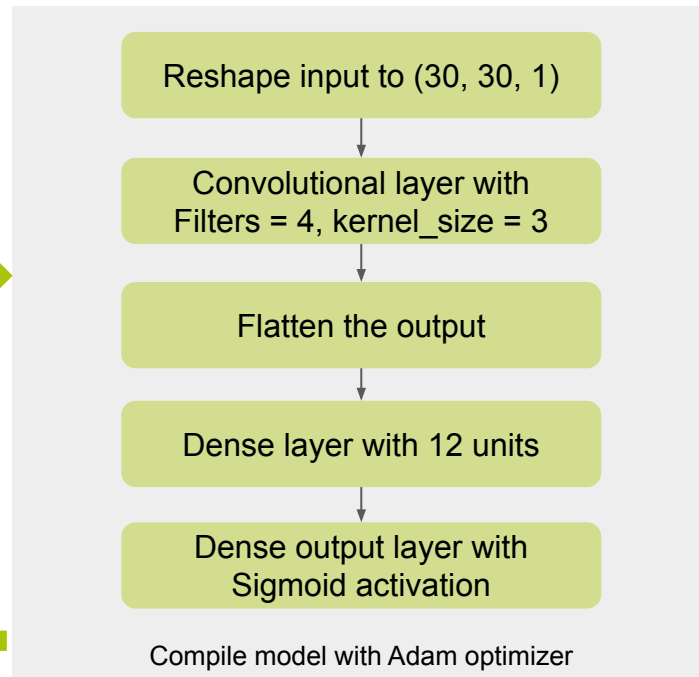 Reshape input to (30, 30, 1)
Convolutional layer with
Filters = 4, kernel_size = 3
Flatten the output
Dense layer with 12 units
Dense output layer with
Sigmoid activation
Compile model with Adam optimizer